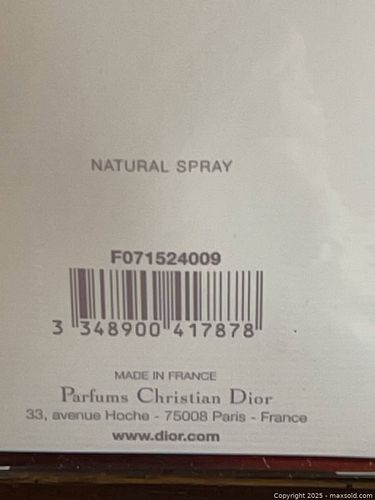 NATURAL SPRAY
F071524009
3 348900 417878
MADE IN FRANCE
Parfums Christian Dior
33, avenue Hoche - 75008 Paris - France
www.dior.com
Copyright 2025 - maxsold.com